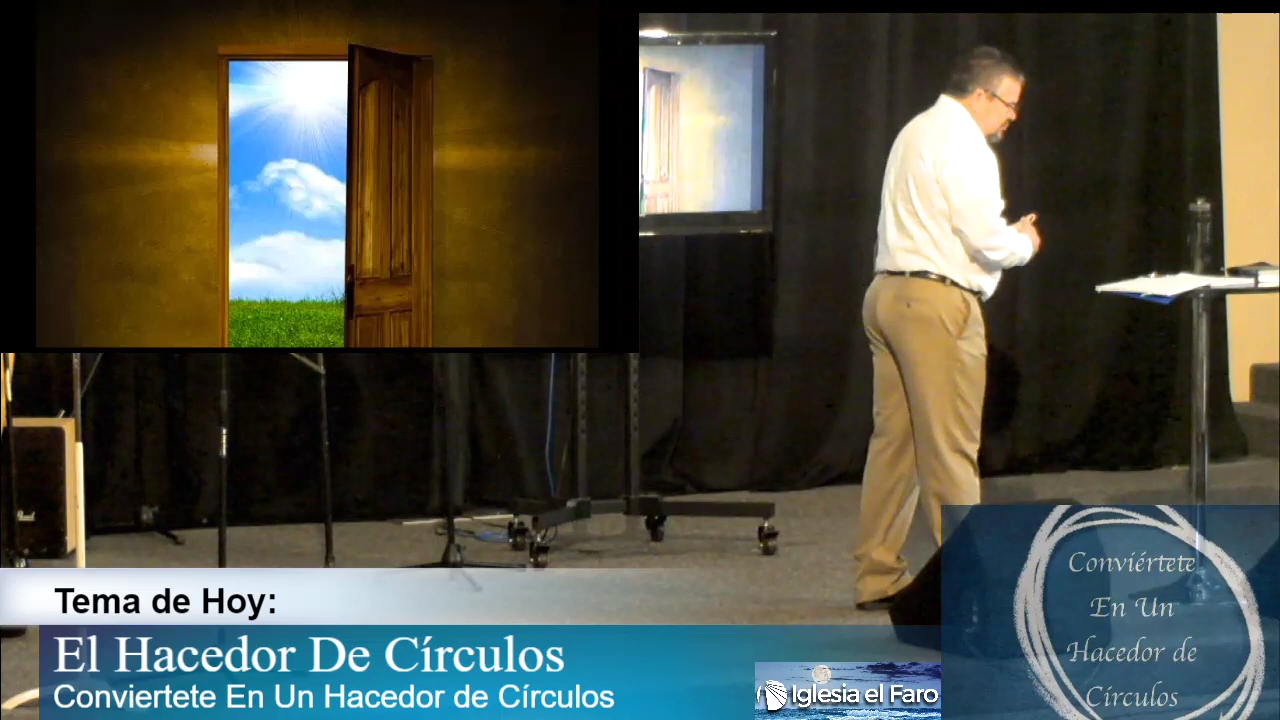 Tema de Hoy:
El Hacedor De Círculos
Conviertete En Un Hacedor de Círculos
Iglesia el Faro
Conviértete
En Un
Hacedor de
Círculos